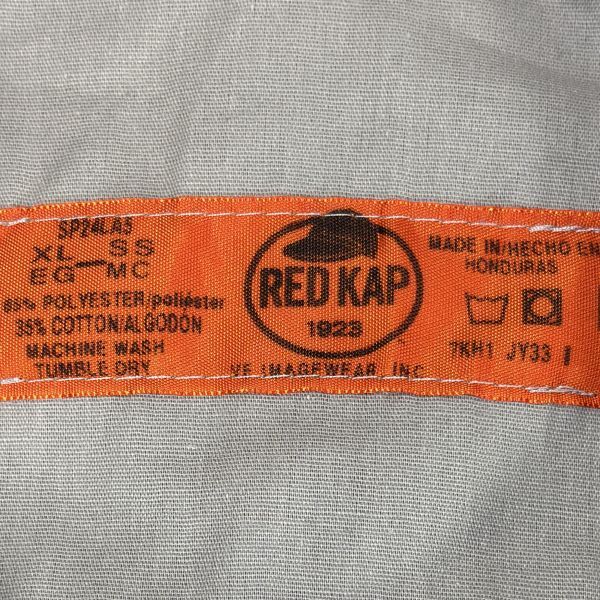 SP24LA5
XL—SS
EG—MC
65% POLYESTER/poliéster
35% COTTON/ALGODÓN
MACHINE WASH
TUMBLE DRY
RED KAP
1923
VF IMAGEWEAR, INC.
MADE IN/HECHO EN
HONDURAS
7KH1 JY33 I